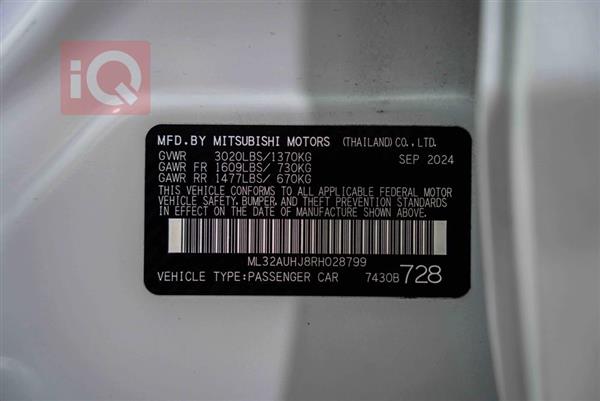 iQ
MFD.BY MITSUBISHI MOTORS (THAILAND)CO.,LTD.
GVWR 3020LBS/1370KG SEP 2024
GAWR FR 1609LBS/ 730KG
GAWR RR 1477LBS/ 670KG
THIS VEHICLE CONFORMS TO ALL APPLICABLE FEDERAL MOTOR
VEHICLE SAFETY, BUMPER, AND THEFT PREVENTION STANDARDS
IN EFFECT ON THE DATE OF MANUFACTURE SHOWN ABOVE.
ML32AUHJ8RH028799
VEHICLE TYPE:PASSENGER CAR 7430B 728